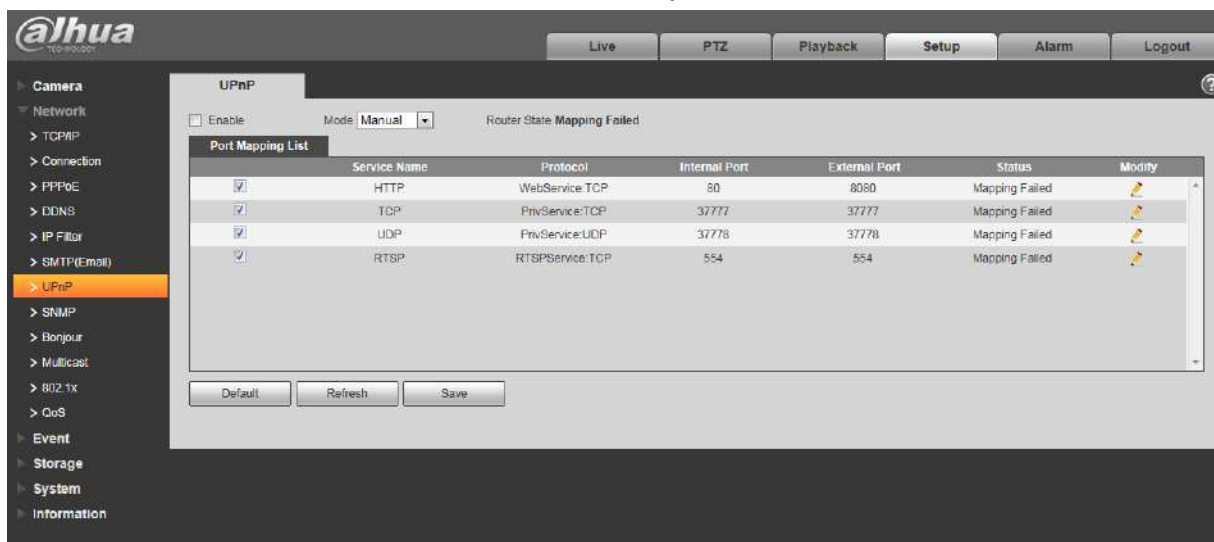 alhua
TECHNOLOGY
Live PTZ Playback Setup Alarm Logout
Camera
Network
> TCP/IP
> Connection
> PPPoE
> DDNS
> IP Filter
> SMTP(Email)
> UPnP
> SNMP
> Bonjour
> Multicast
> 802.1x
> QoS
Event
Storage
System
Information
UPnP
?
Enable Mode Manual Router State Mapping Failed
Port Mapping List
Service Name Protocol Internal Port External Port Status Modify
HTTP WebService:TCP 80 8080 Mapping Failed
TCP PrivService:TCP 37777 37777 Mapping Failed
UDP PrivService:UDP 37778 37778 Mapping Failed
RTSP RTSPService:TCP 554 554 Mapping Failed
Default Refresh Save